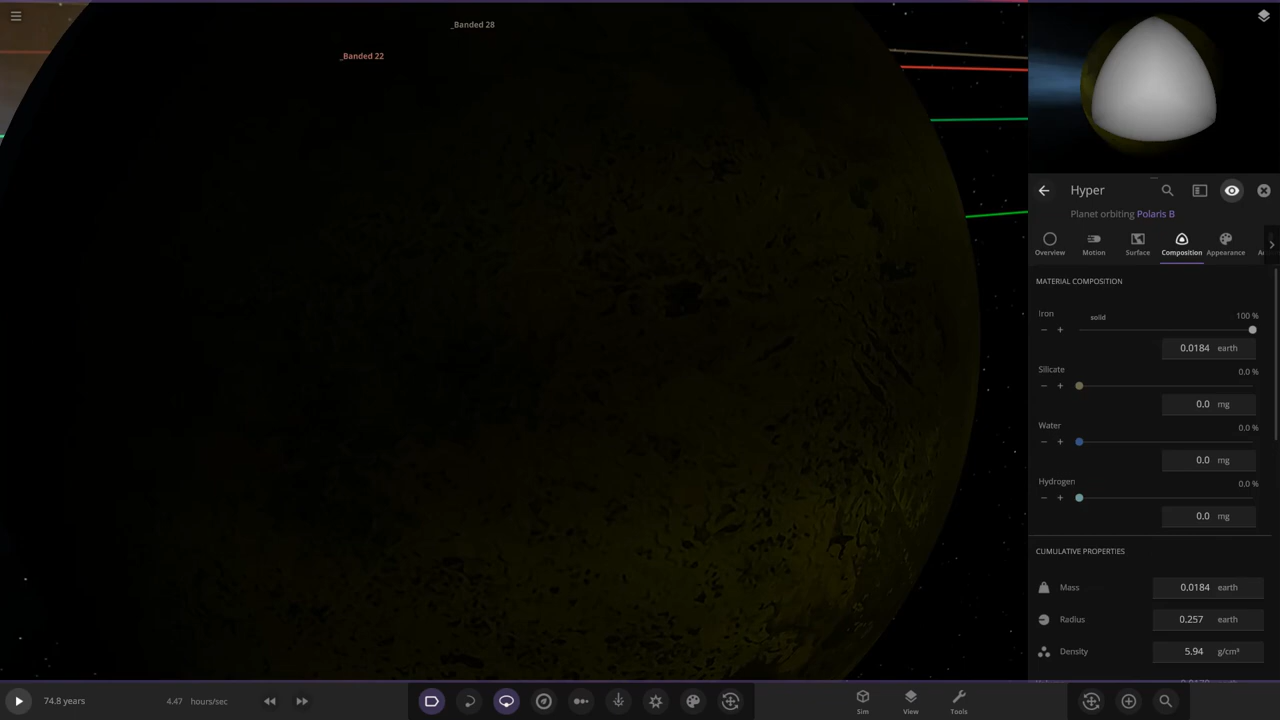 _Banded 28
_Banded 22
Hyper
Planet orbiting Polaris B
Overview Motion Surface Composition Appearance
MATERIAL COMPOSITION
Iron solid 100 %
0.0184 earth
Silicate 0.0 %
0.0 mg
Water 0.0 %
0.0 mg
Hydrogen 0.0 %
0.0 mg
CUMULATIVE PROPERTIES
Mass 0.0184 earth
Radius 0.257 earth
Density 5.94 g/cm³
74.8 years 4.47 hours/sec
Sim View Tools